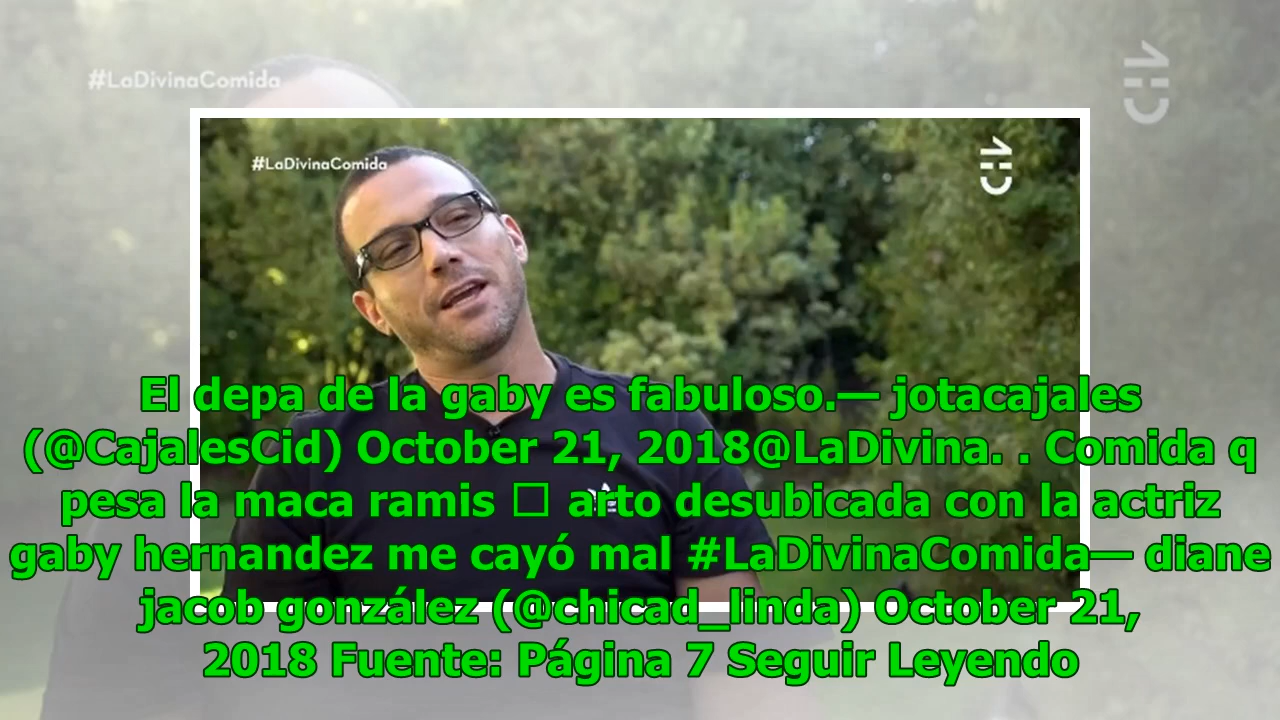 #LaDivinaComida
CHV
#LaDivinaComida
CHV
El depa de la gaby es fabuloso.— jotacajales
(@CajalesCid) October 21, 2018@LaDivina. . Comida q
pesa la maca ramis □ arto desubicada con la actriz
gaby hernandez me cayó mal #LaDivinaComida— diane
jacob gonzález (@chicad_linda) October 21,
2018 Fuente: Página 7 Seguir Leyendo